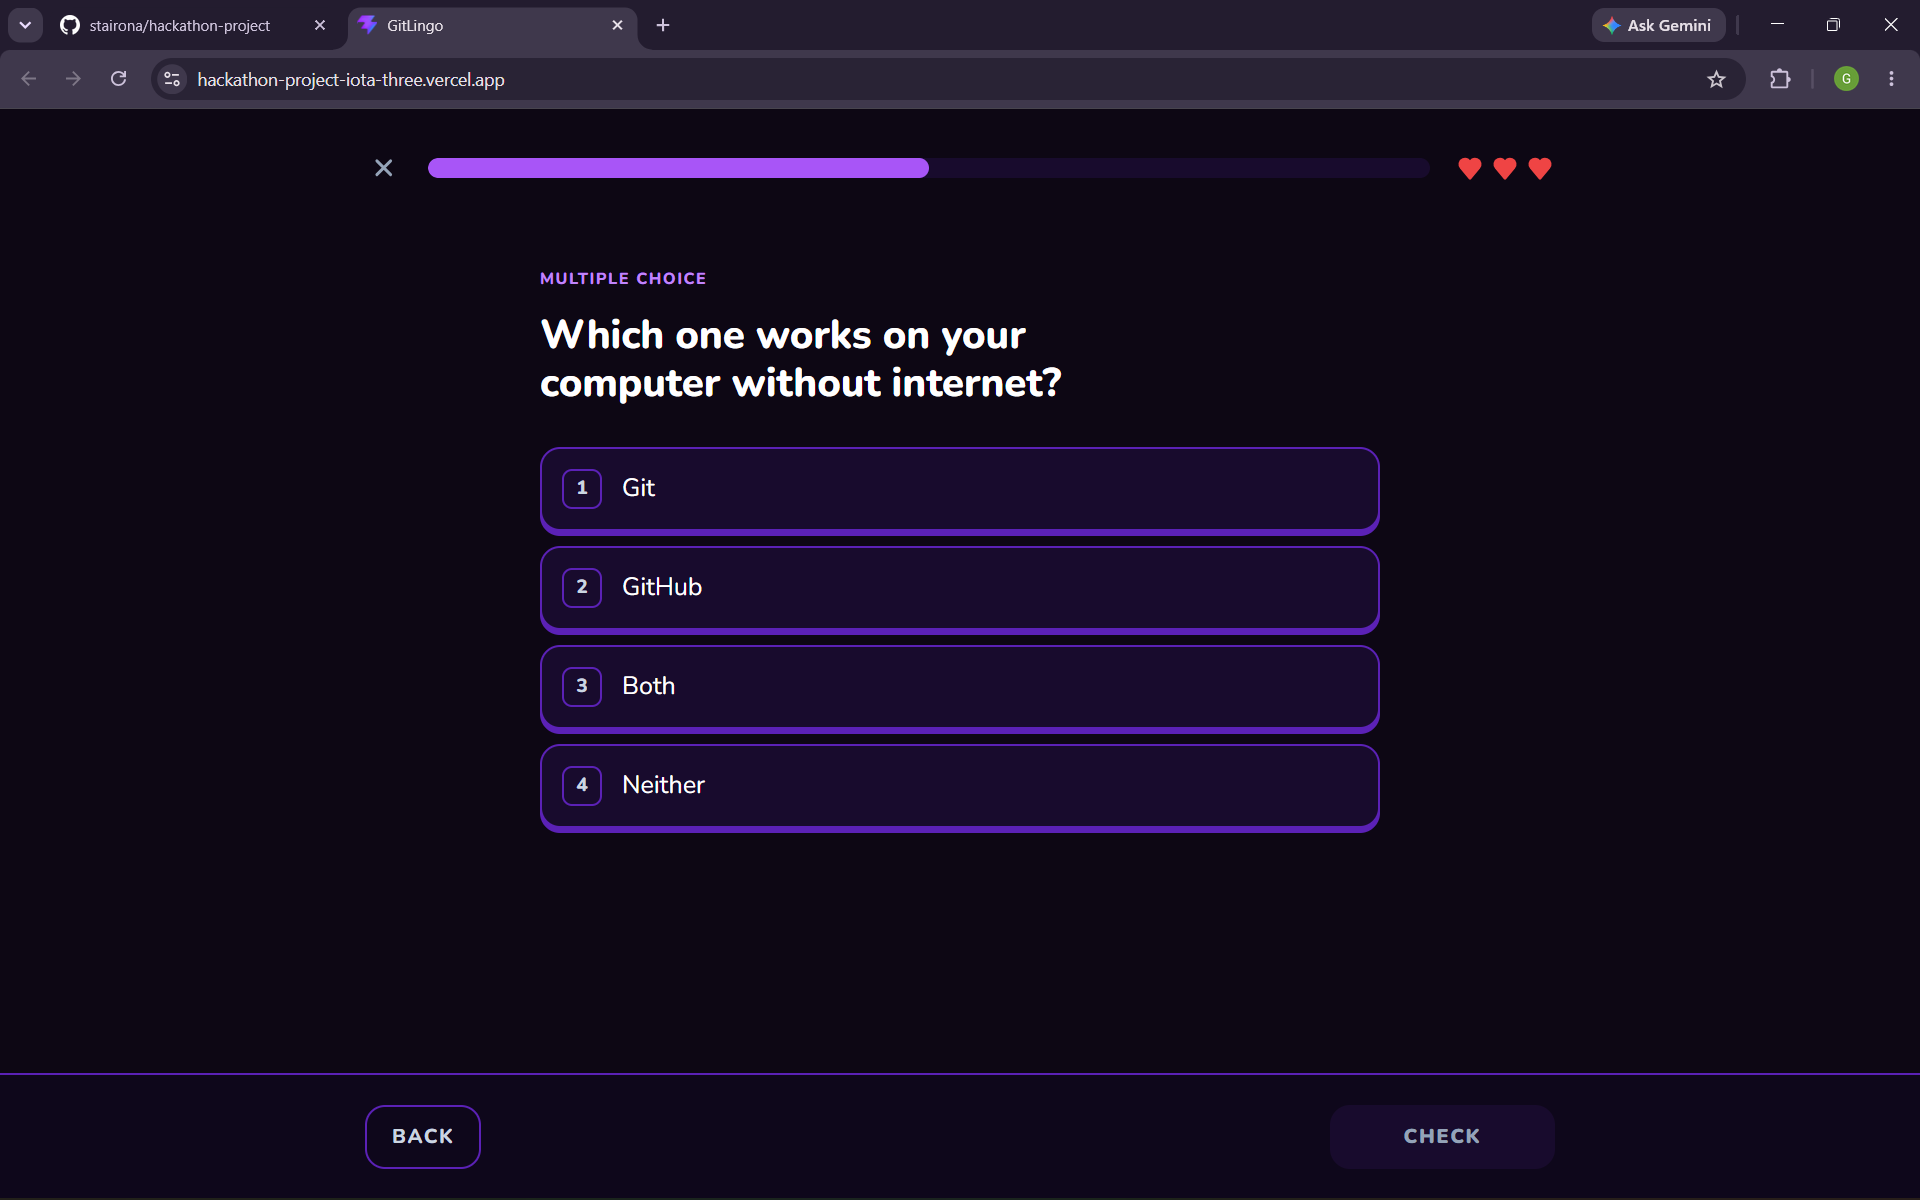 stairona/hackathon-project
GitLingo
Ask Gemini
hackathon-project-iota-three.vercel.app
G
MULTIPLE CHOICE
Which one works on your
computer without internet?
1 Git
2 GitHub
3 Both
4 Neither
BACK
CHECK